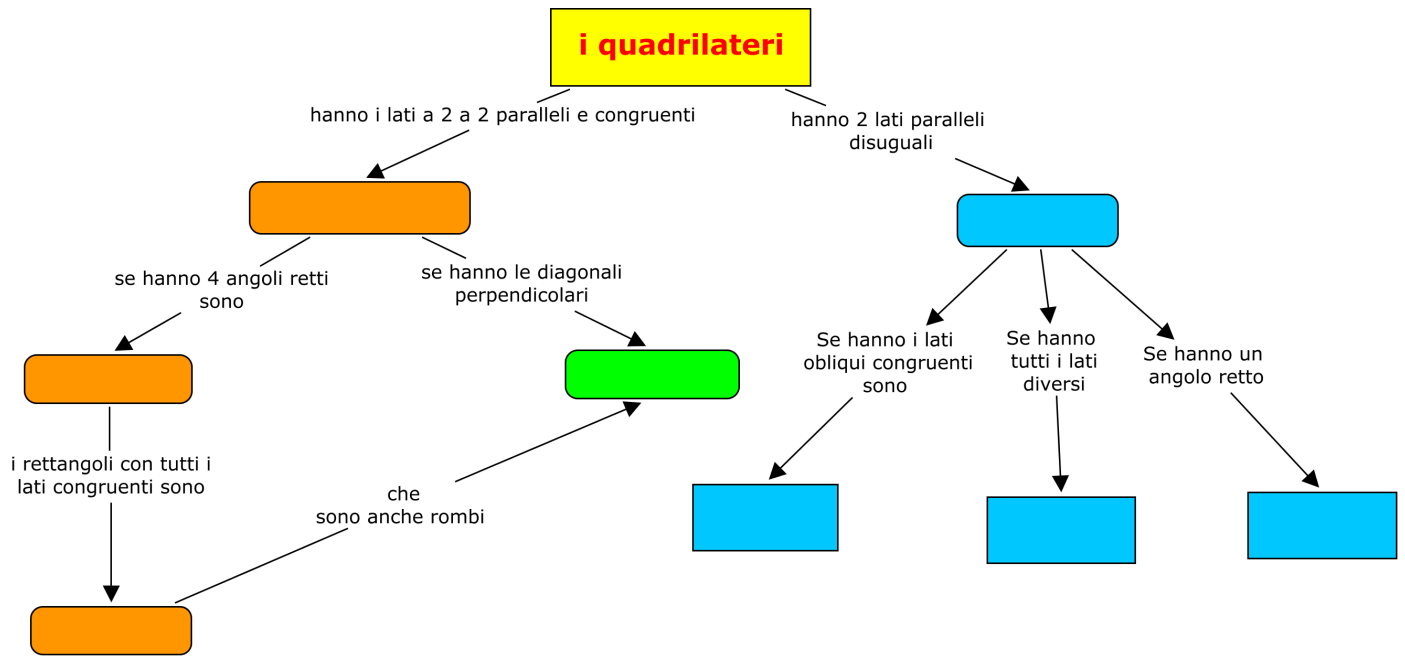 i quadrilateri
hanno i lati a 2 a 2 paralleli e congruenti
hanno 2 lati paralleli
disuguali
se hanno 4 angoli retti
sono
se hanno le diagonali
perpendicolari
Se hanno i lati
obliqui congruenti
sono
Se hanno
tutti i lati
diversi
Se hanno un
angolo retto
i rettangoli con tutti i
lati congruenti sono
che
sono anche rombi